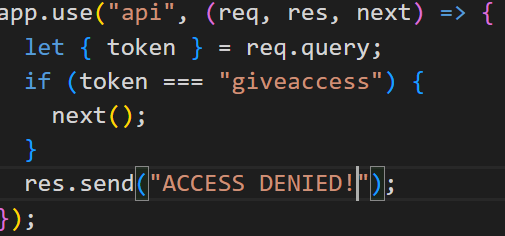 app.use("api", (req, res, next) => {
  let { token } = req.query;
  if (token === "giveaccess") {
    next();
  }
  res.send("ACCESS DENIED!");
});